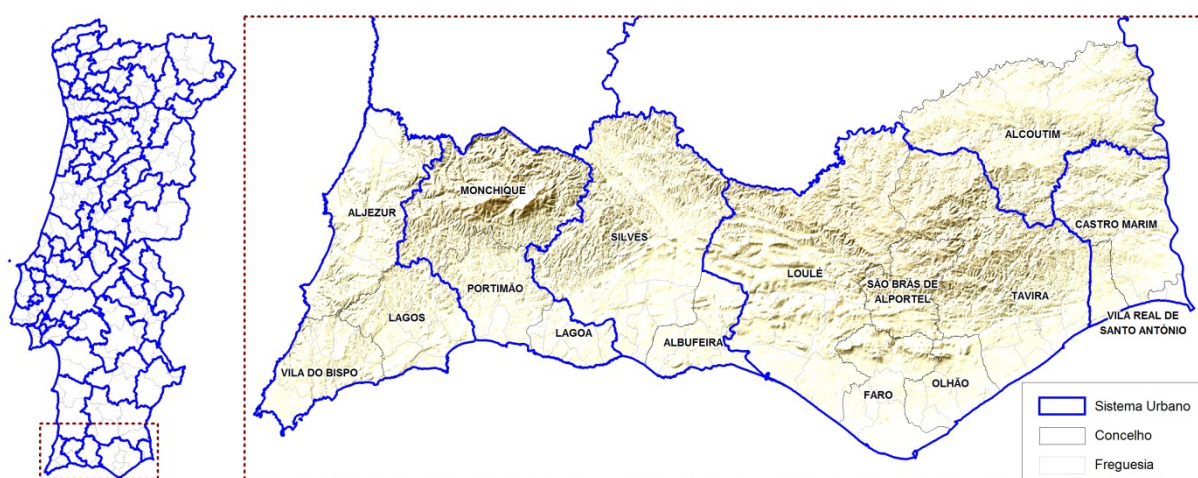 ALCOUTIM
MONCHIQUE
ALJEZUR
CASTRO MARIM
SILVES
LOULÉ
SÃO BRÁS DE
ALPORTEL
PORTIMÃO
TAVIRA
LAGOS
VILA REAL DE
SANTO ANTÓNIO
LAGOA
ALBUFEIRA
VILA DO BISPO
OLHÃO
FARO
Sistema Urbano
Concelho
Freguesia